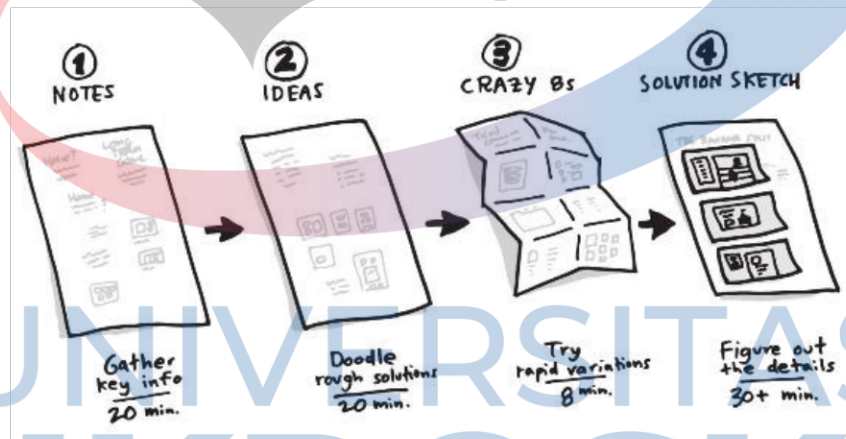 1
NOTES
2
IDEAS
3
CRAZY 8s
4
SOLUTION SKETCH
Gather
key info
20 min.
Doodle
rough solutions
20 min.
Try
rapid variations
8 min.
Figure out
the details
30+ min.
UNIVERSITAS